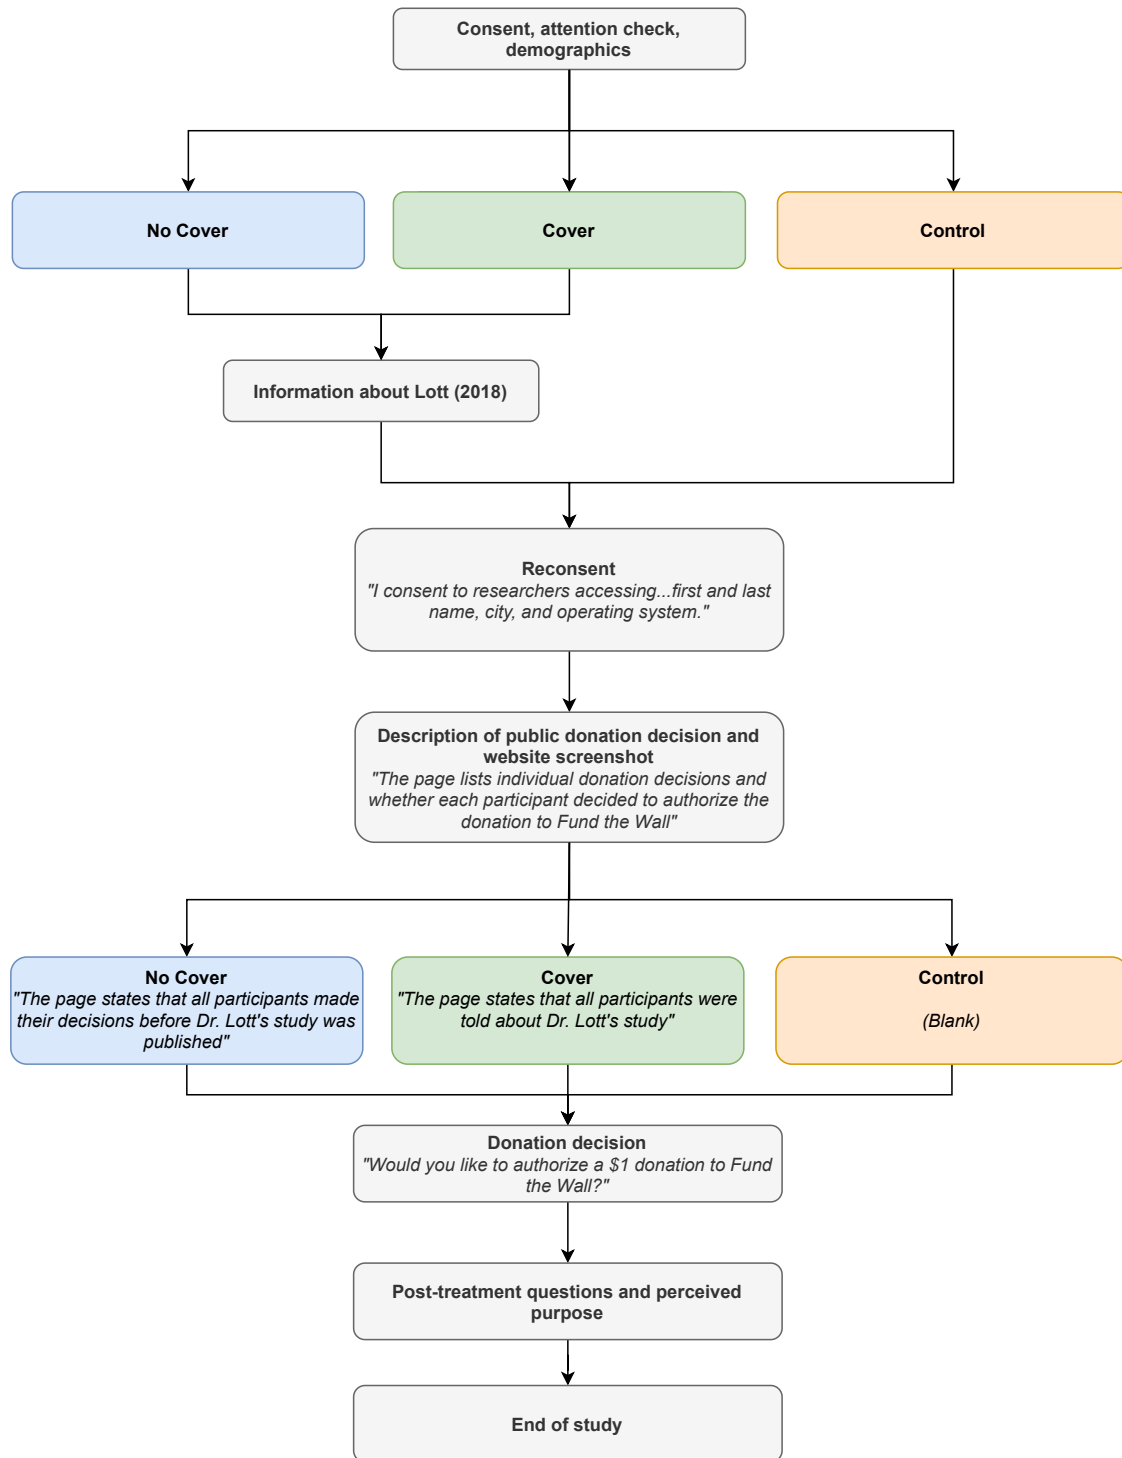 Consent, attention check,
demographics
No Cover
Cover
Control
Information about Lott (2018)
Reconsent
"I consent to researchers accessing...first and last
name, city, and operating system."
Description of public donation decision and
website screenshot
"The page lists individual donation decisions and
whether each participant decided to authorize the
donation to Fund the Wall"
No Cover
"The page states that all participants made
their decisions before Dr. Lott's study was
published"
Cover
"The page states that all participants were
told about Dr. Lott's study"
Control
(Blank)
Donation decision
"Would you like to authorize a $1 donation to Fund
the Wall?"
Post-treatment questions and perceived
purpose
End of study